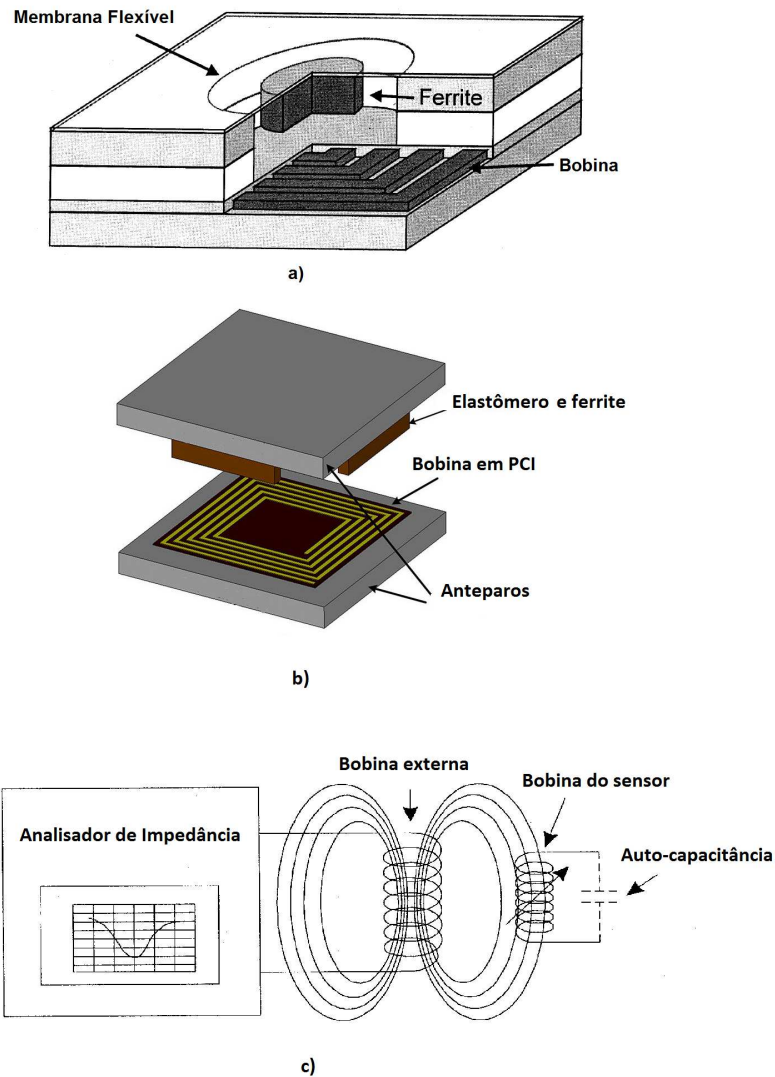 Membrana Flexível
Ferrite
Bobina
a)
Elastômero e ferrite
Bobina em PCI
Anteparos
b)
Bobina externa
Bobina do sensor
Analisador de Impedância
Auto-capacitância
c)